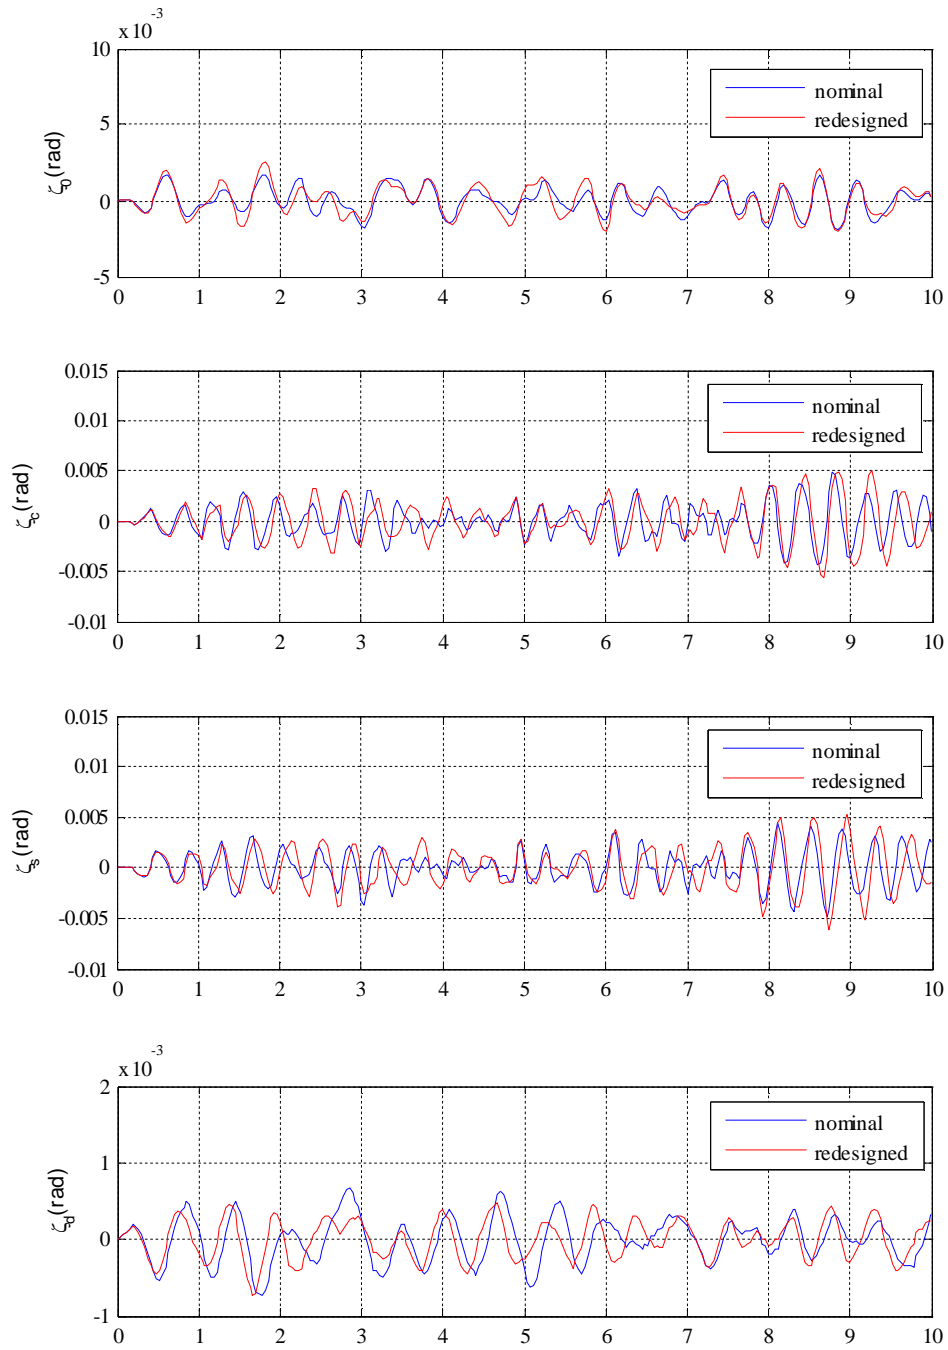 x 10
-3
10
5
0
-5
ζ0(rad)
nominal
redesigned
0 1 2 3 4 5 6 7 8 9 10
0.015
0.01
0.005
0
-0.005
-0.01
ζc(rad)
nominal
redesigned
0 1 2 3 4 5 6 7 8 9 10
0.015
0.01
0.005
0
-0.005
-0.01
ζs(rad)
nominal
redesigned
0 1 2 3 4 5 6 7 8 9 10
x 10
-3
2
1
0
-1
ζd(rad)
nominal
redesigned
0 1 2 3 4 5 6 7 8 9 10